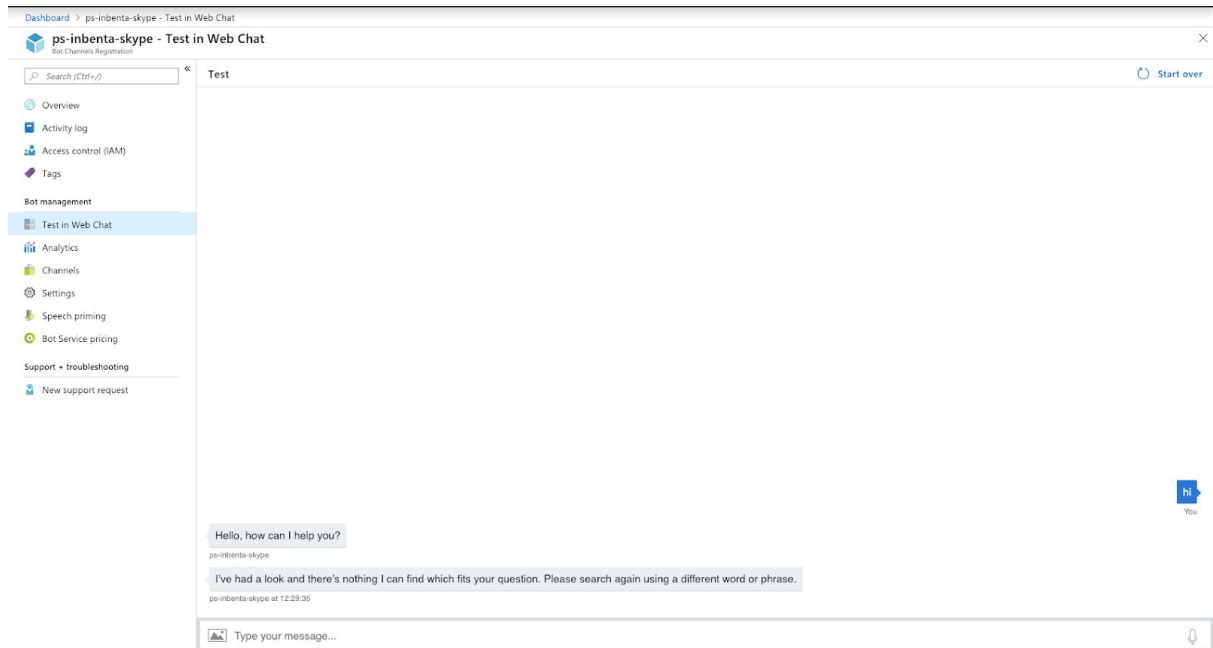 Dashboard > ps-inbenta-skype - Test in Web Chat
ps-inbenta-skype - Test in Web Chat
Bot Channels Registration
Search (Ctrl+/)
«
Overview
Activity log
Access control (IAM)
Tags
Bot management
Test in Web Chat
Analytics
Channels
Settings
Speech priming
Bot Service pricing
Support + troubleshooting
New support request
Test
Start over
hi
You
Hello, how can I help you?
ps-inbenta-skype
I've had a look and there's nothing I can find which fits your question. Please search again using a different word or phrase.
ps-inbenta-skype at 12:29:35
Type your message...